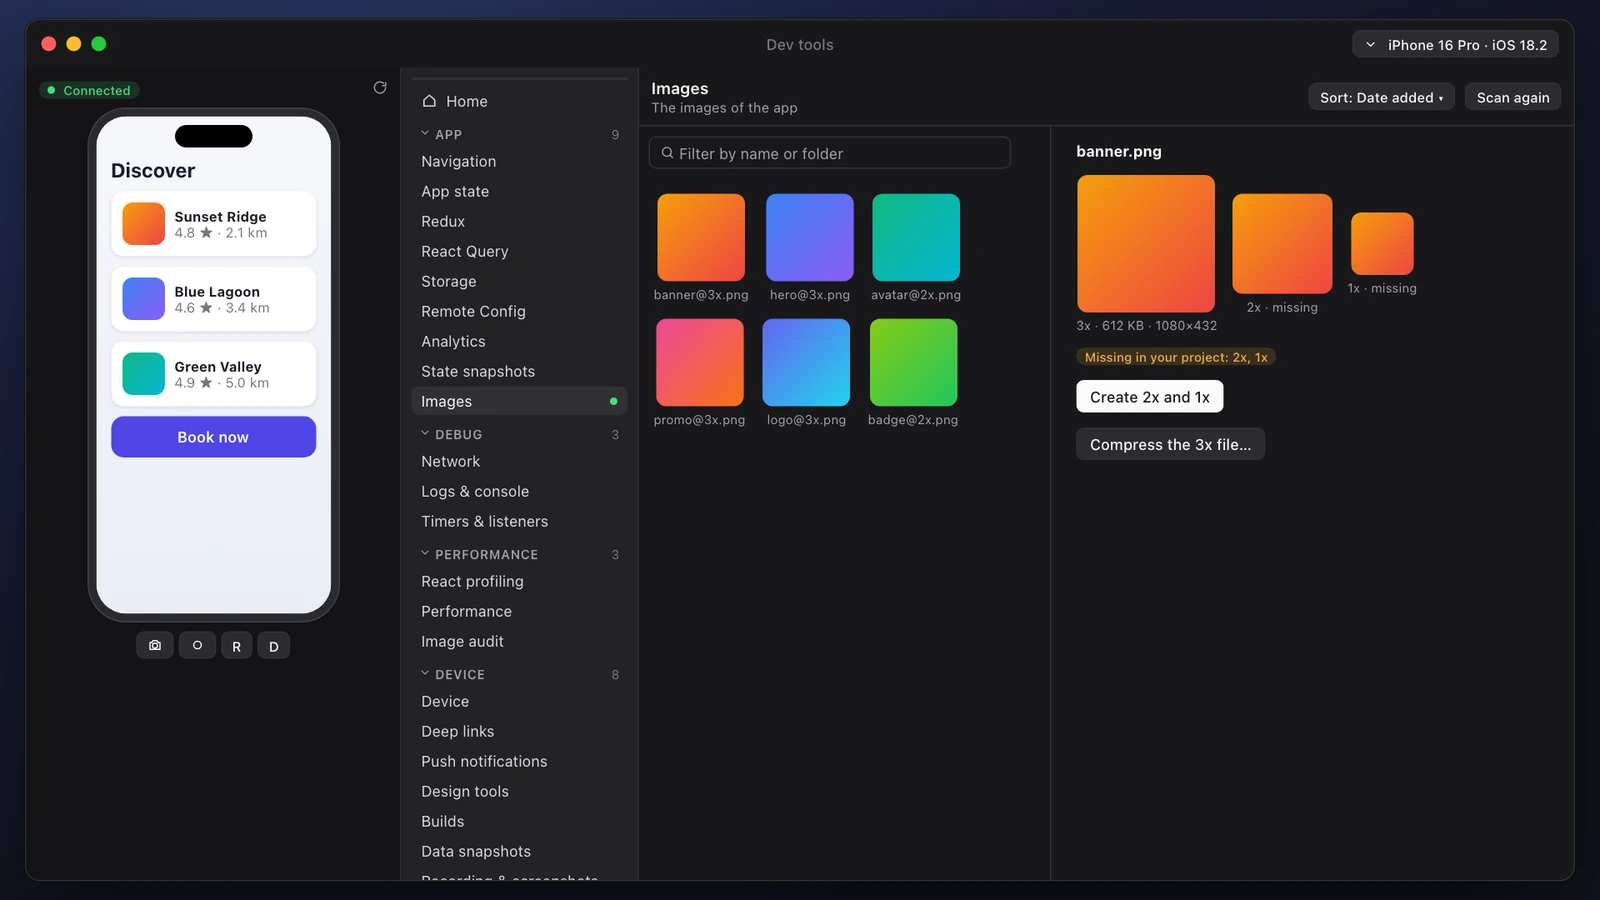 Dev tools
iPhone 16 Pro · iOS 18.2
Connected
Discover
Sunset Ridge
4.8 ★ · 2.1 km
Blue Lagoon
4.6 ★ · 3.4 km
Green Valley
4.9 ★ · 5.0 km
Book now
R
D
Home
APP 9
Navigation
App state
Redux
React Query
Storage
Remote Config
Analytics
State snapshots
Images
DEBUG 3
Network
Logs & console
Timers & listeners
PERFORMANCE 3
React profiling
Performance
Image audit
DEVICE 8
Device
Deep links
Push notifications
Design tools
Builds
Data snapshots
Recording & screenshots
Images
The images of the app
Sort: Date added ▾
Scan again
Filter by name or folder
banner@3x.png
hero@3x.png
avatar@2x.png
promo@3x.png
logo@3x.png
badge@2x.png
banner.png
3x · 612 KB · 1080×432
2x · missing
1x · missing
Missing in your project: 2x, 1x
Create 2x and 1x
Compress the 3x file...